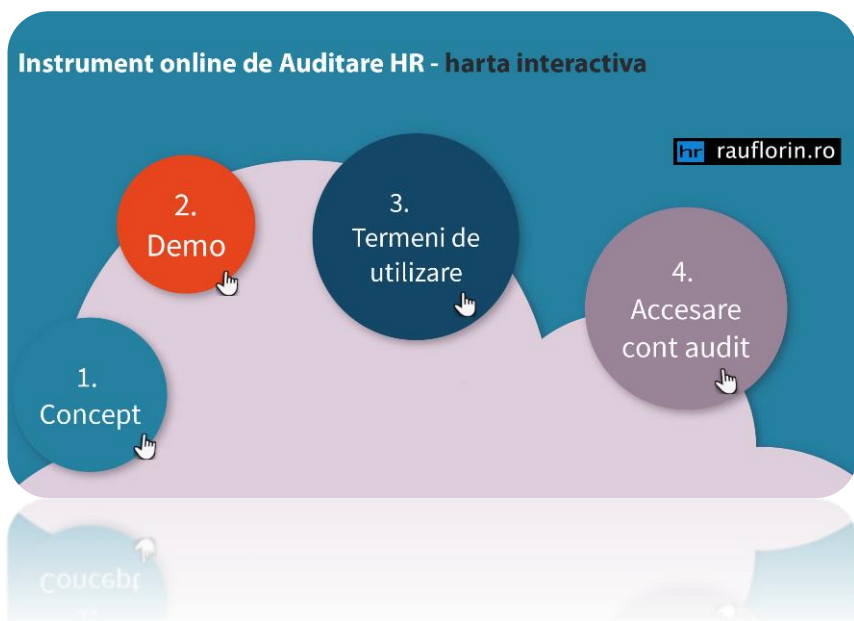 Instrument online de Auditare HR - harta interactiva
hr rauflorin.ro
2.
Demo
3.
Termeni de
utilizare
4.
Accesare
cont audit
1.
Concept
Concept